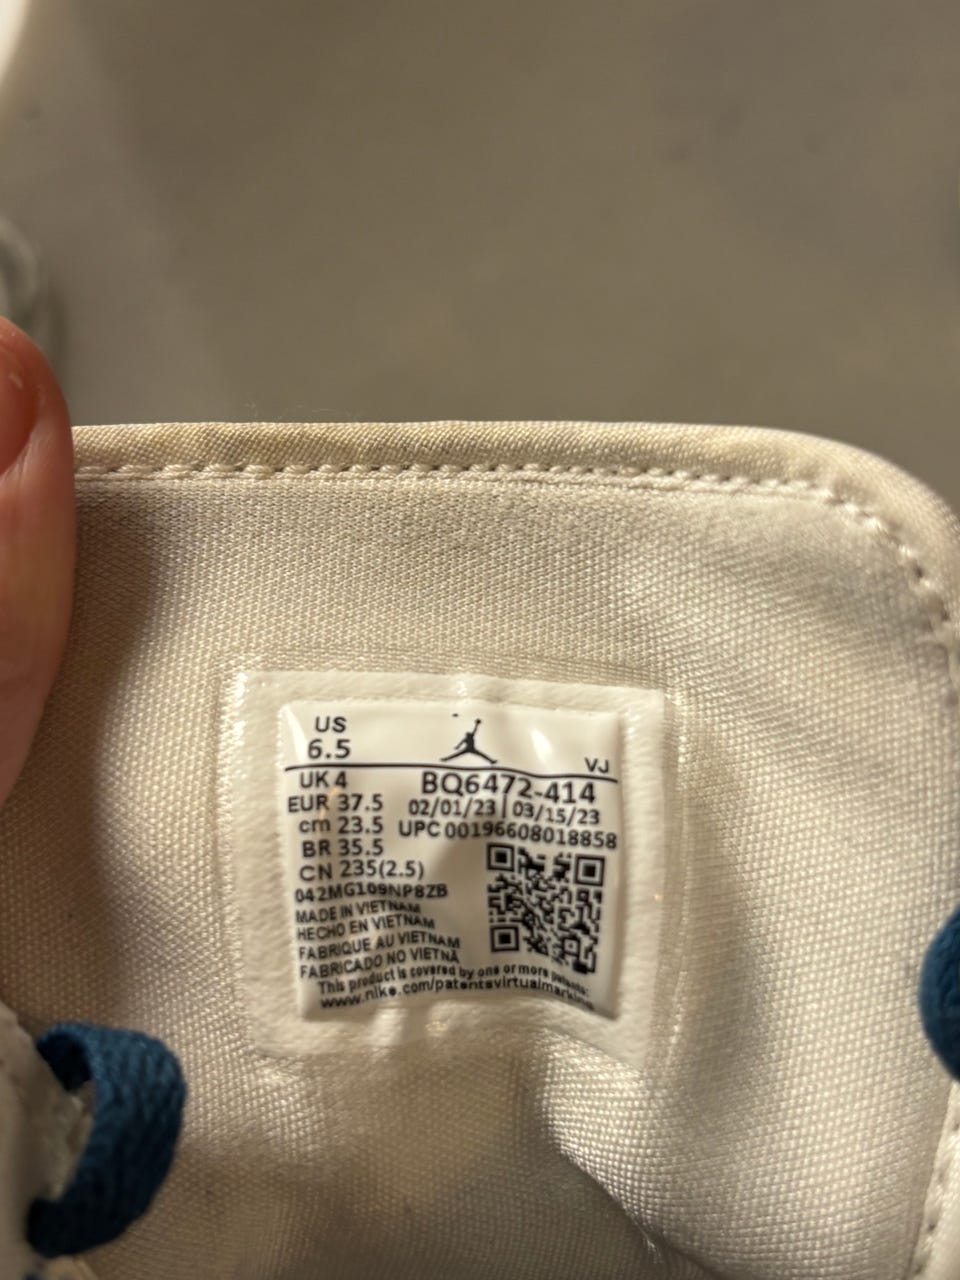 US
6.5
VJ
UK 4
BQ6472-414
EUR 37.5
02/01/23 | 03/15/23
cm 23.5
UPC 00196608018858
BR 35.5
CN 235(2.5)
042MG109NP8ZB
MADE IN VIETNAM
HECHO EN VIETNAM
FABRIQUE AU VIETNAM
FABRICADO NO VIETNÃ
This product is covered by one or more patents:
www.nike.com/patentsvirtualmarking